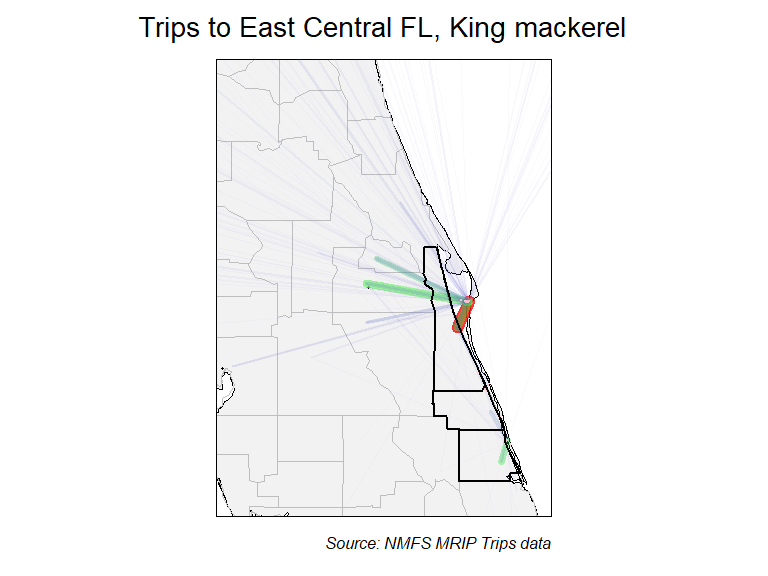 Trips to East Central FL, King mackerel
Source: NMFS MRIP Trips data